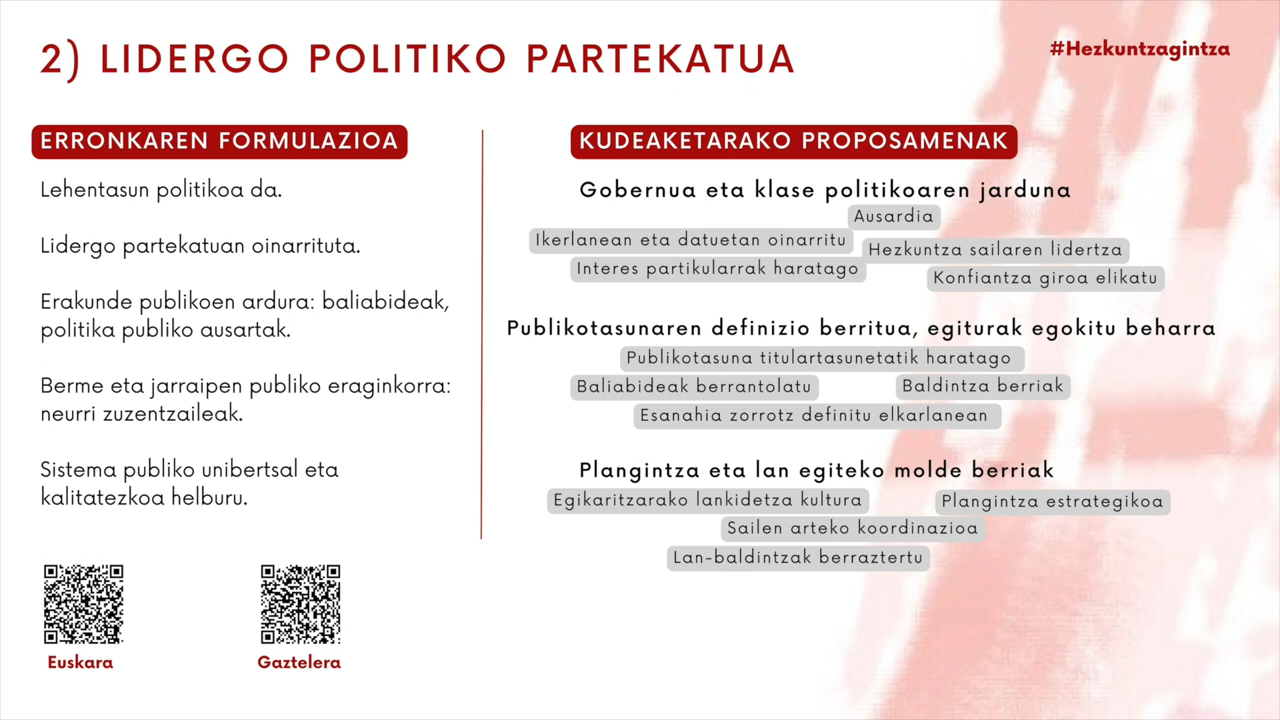 2) LIDERGO POLITIKO PARTEKATUA
#Hezkuntzagintza
ERRONKAREN FORMULAZIOA
Lehentasun politikoa da.
Lidergo partekatuan oinarrituta.
Erakunde publikoen ardura: baliabideak,
politika publiko ausartak.
Berme eta jarraipen publiko eraginkorra:
neurri zuzentzaileak.
Sistema publiko unibertsal eta
kalitatezkoa helburu.
Euskara
Gaztelera
KUDEAKETARAKO PROPOSAMENAK
Gobernua eta klase politikoaren jarduna
Ausardia
Ikerlanean eta datuetan oinarritu
Hezkuntza sailaren lidertza
Interes partikularrak haratago
Konfiantza giroa elikatu
Publikotasunaren definizio berritua, egiturak egokitu beharra
Publikotasuna titulartasunetatik haratago
Baliabideak berrantolatu
Baldintza berriak
Esanahia zorrotz definitu elkarlanean
Plangintza eta lan egiteko molde berriak
Egikaritzarako lankidetza kultura
Plangintza estrategikoa
Sailen arteko koordinazioa
Lan-baldintzak berraztertu